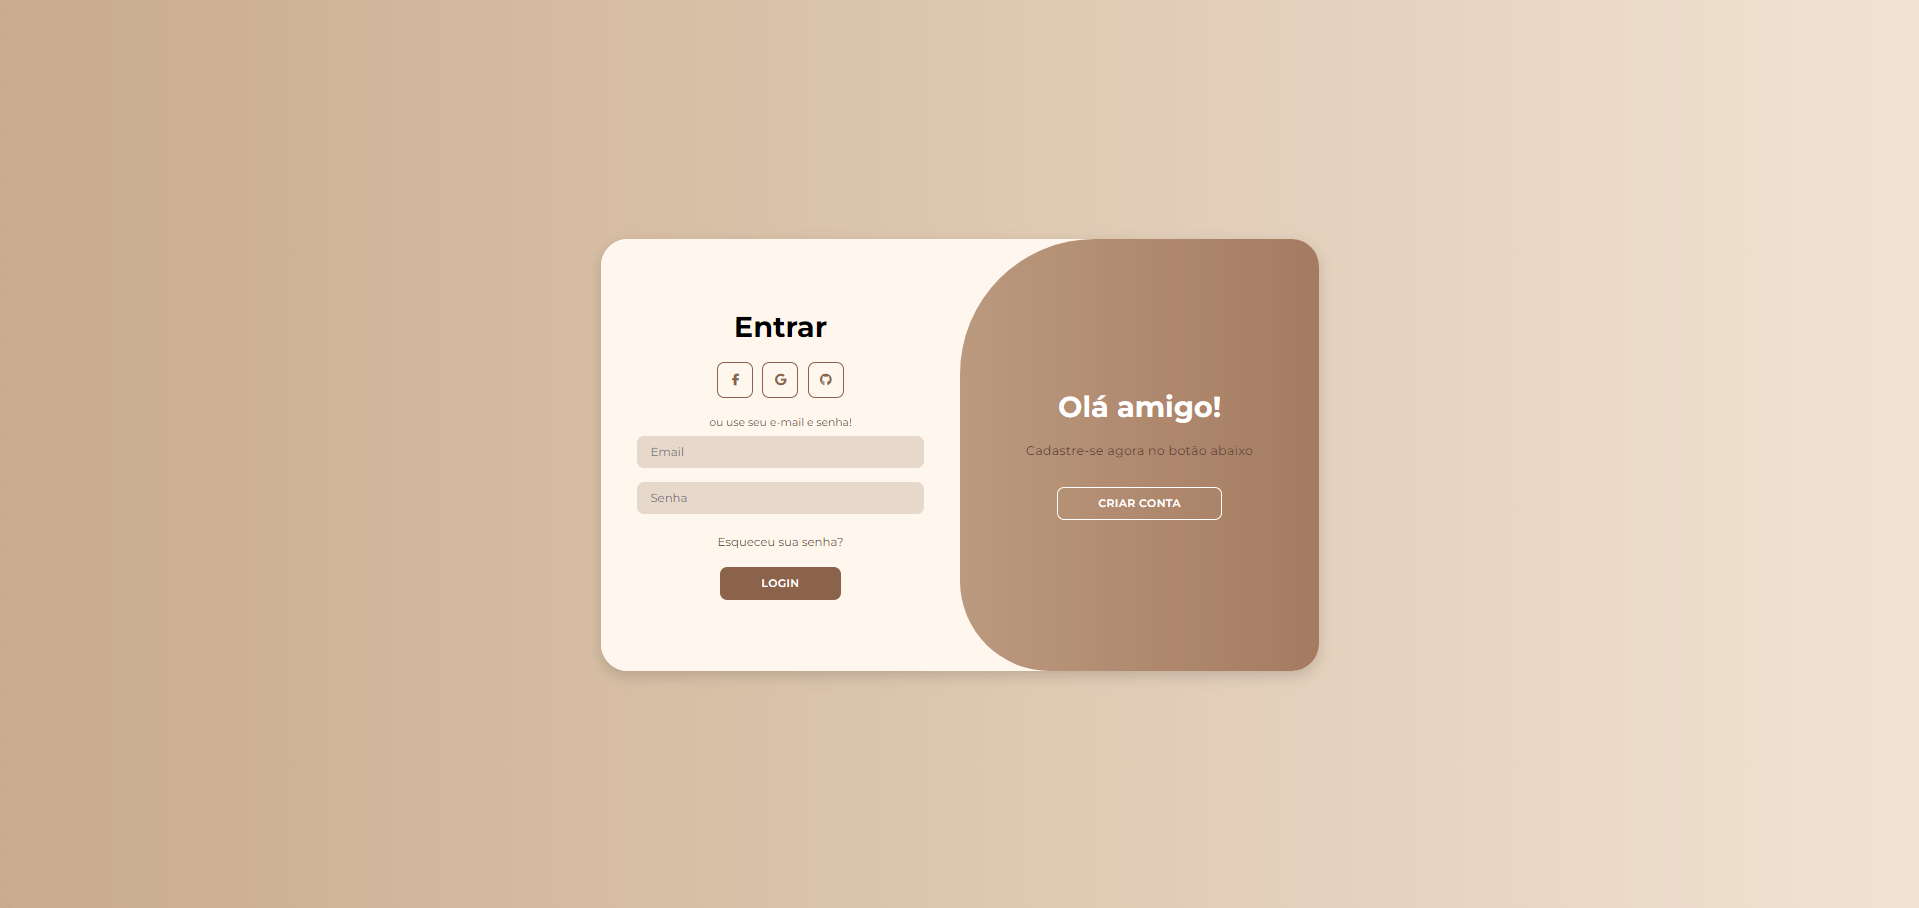 Entrar
ou use seu e-mail e senha!
Email
Senha
Esqueceu sua senha?
LOGIN
Olá amigo!
Cadastre-se agora no botão abaixo
CRIAR CONTA